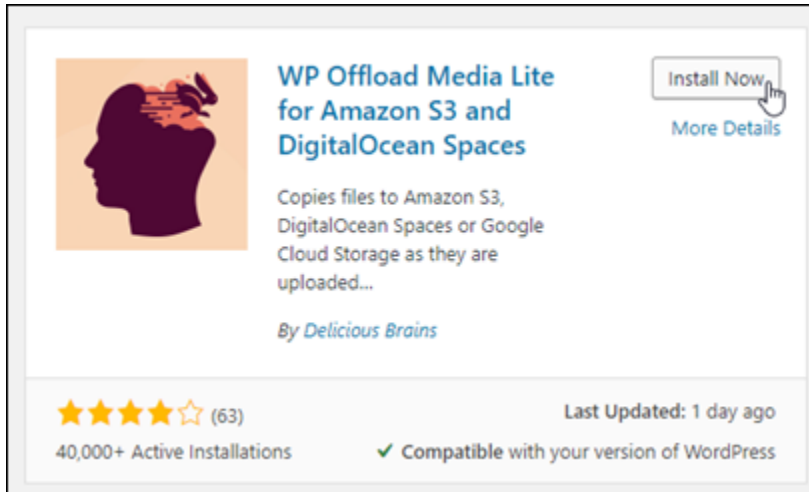 WP Offload Media Lite
for Amazon S3 and
DigitalOcean Spaces
Install Now
More Details
Copies files to Amazon S3,
DigitalOcean Spaces or Google
Cloud Storage as they are
uploaded...
By Delicious Brains
(63)
Last Updated: 1 day ago
40,000+ Active Installations
✔ Compatible with your version of WordPress